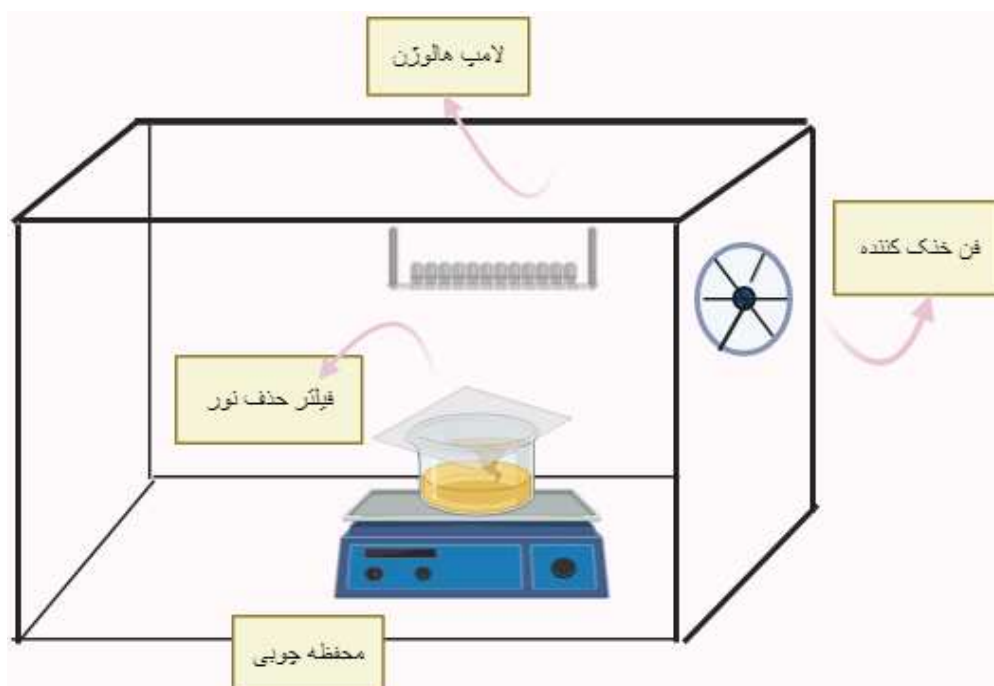 لامپ هالوژن
فن خنک کننده
فیلتر حذف نور
محفظه چوبی